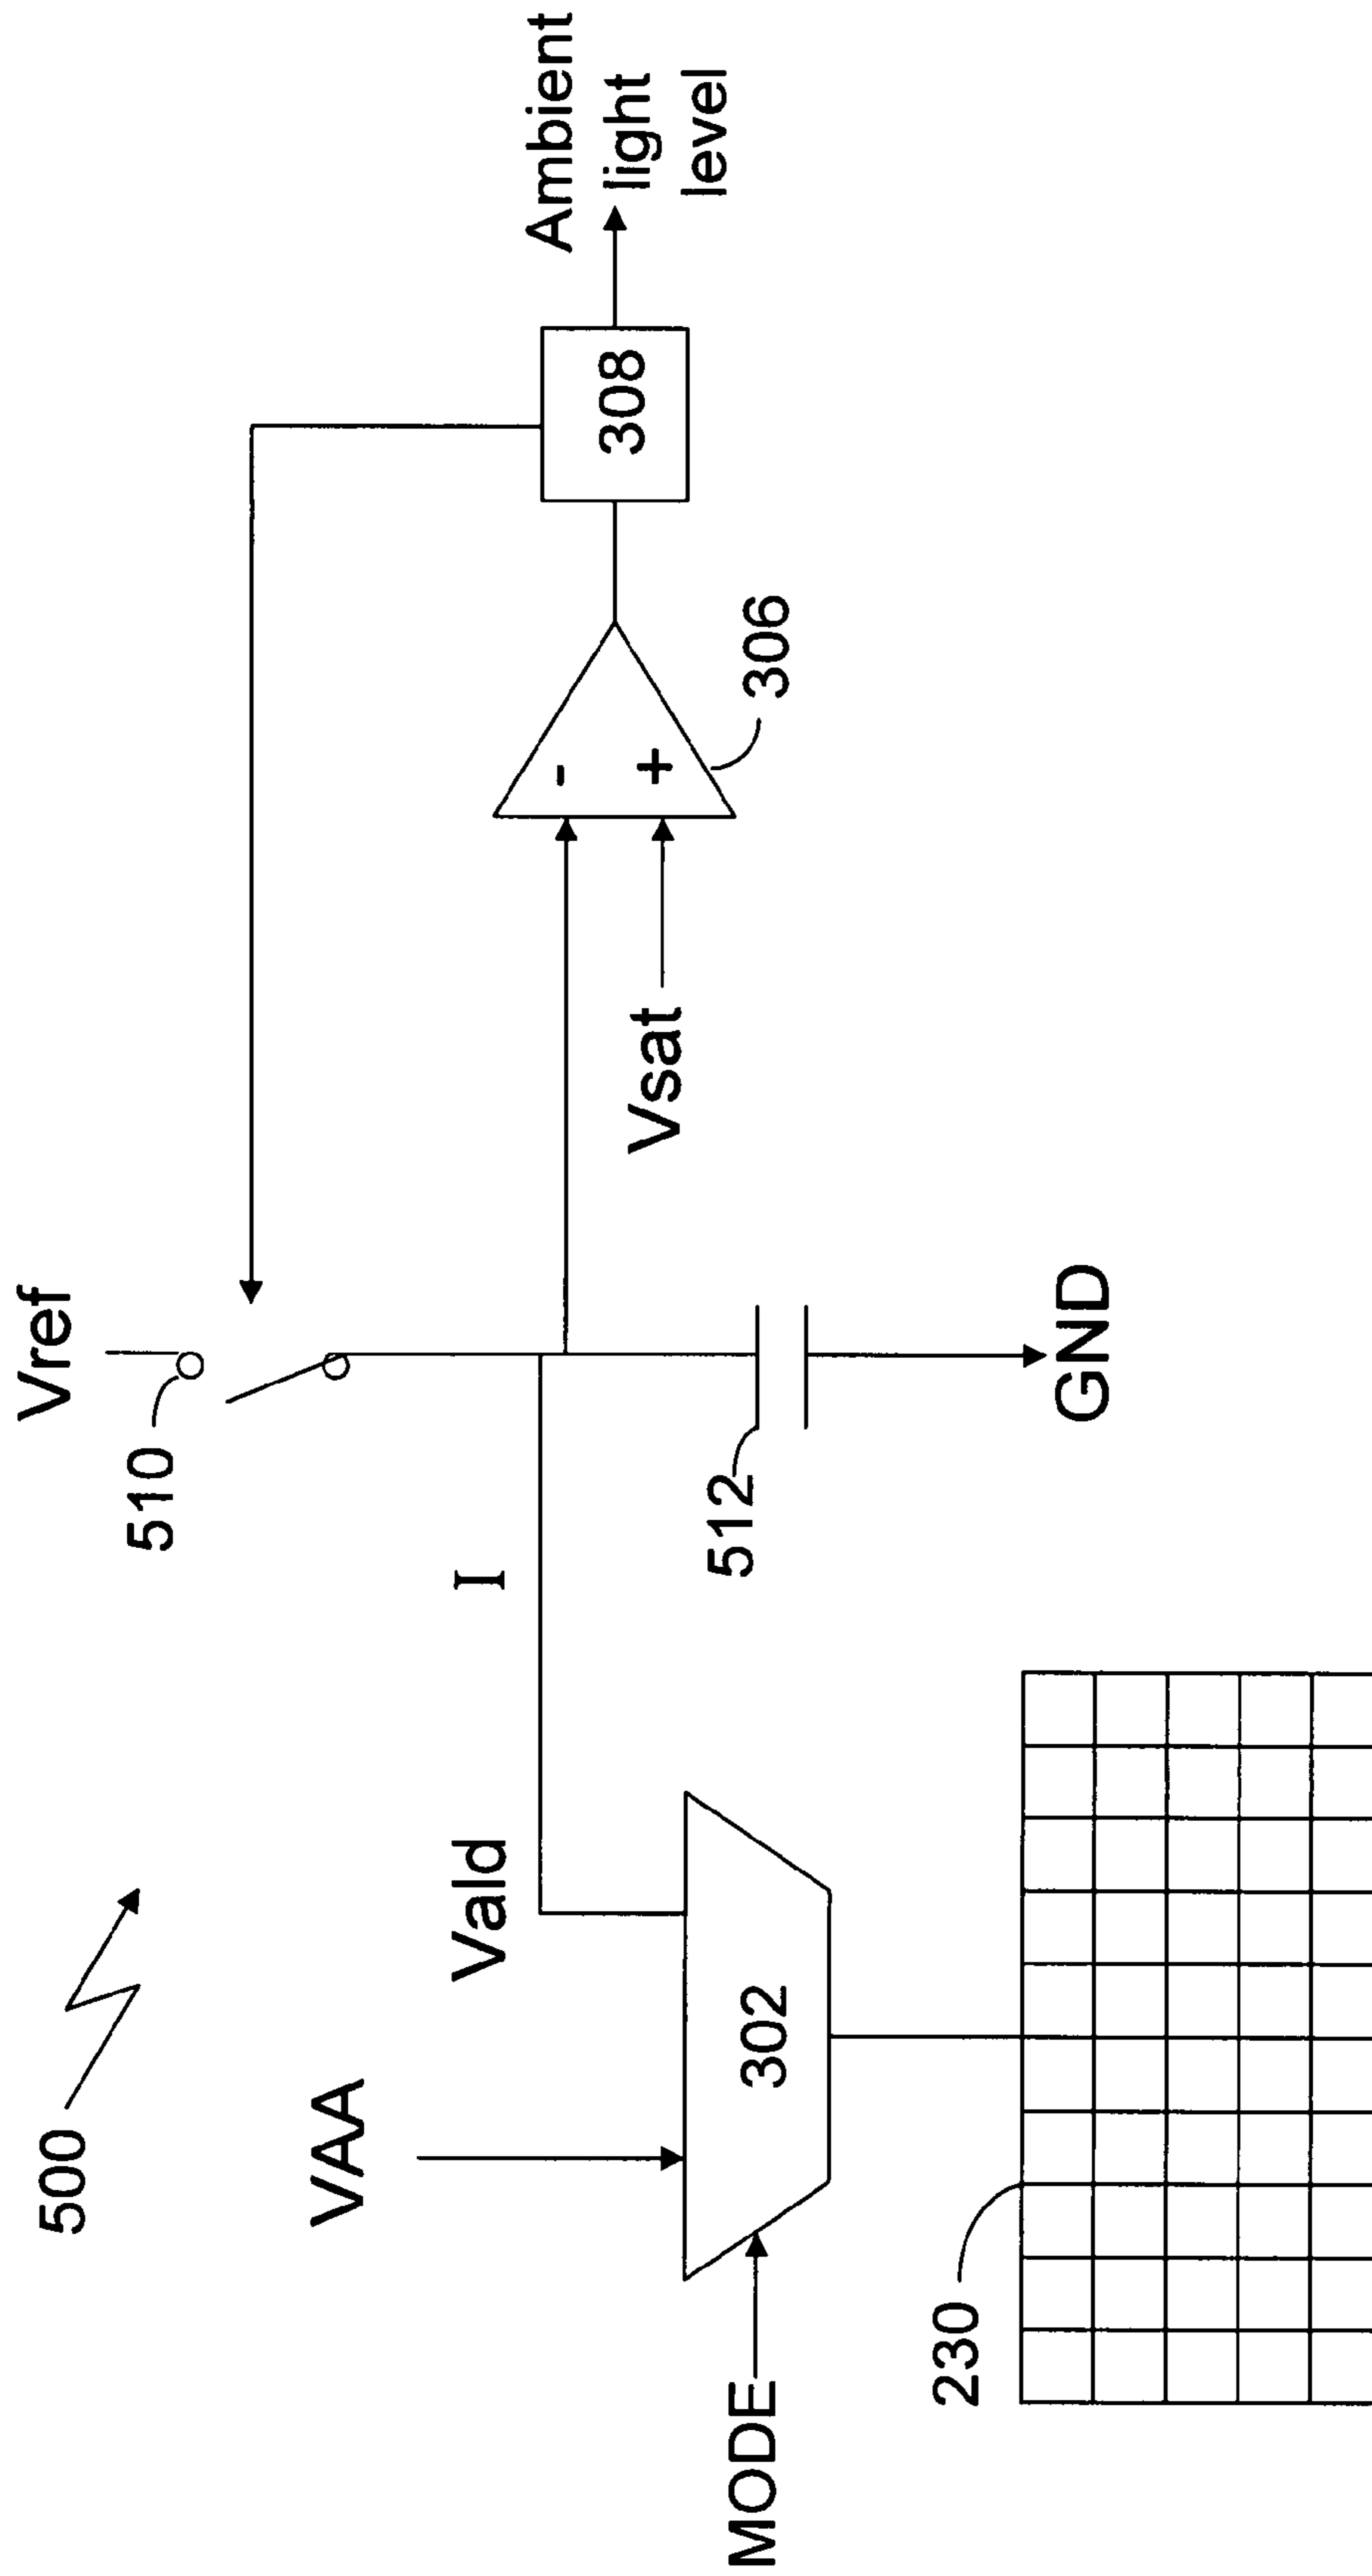 500
VAA
Vald
I
Vref
510
512
GND
Vsat
-
+
306
308
Ambient
light
level
MODE
302
230